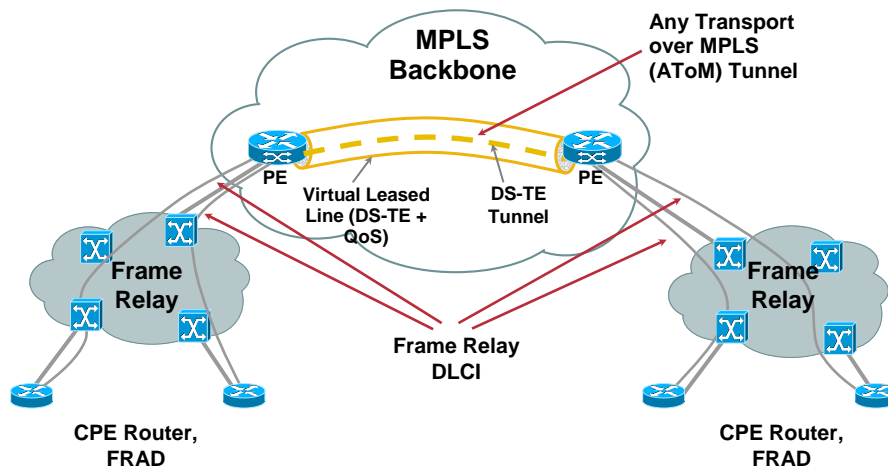 MPLS
Backbone
Any Transport
over MPLS
(AToM) Tunnel
PE
PE
Virtual Leased
Line (DS-TE +
QoS)
DS-TE
Tunnel
Frame
Relay
Frame
Relay
Frame Relay
DLCI
CPE Router,
FRAD
CPE Router,
FRAD